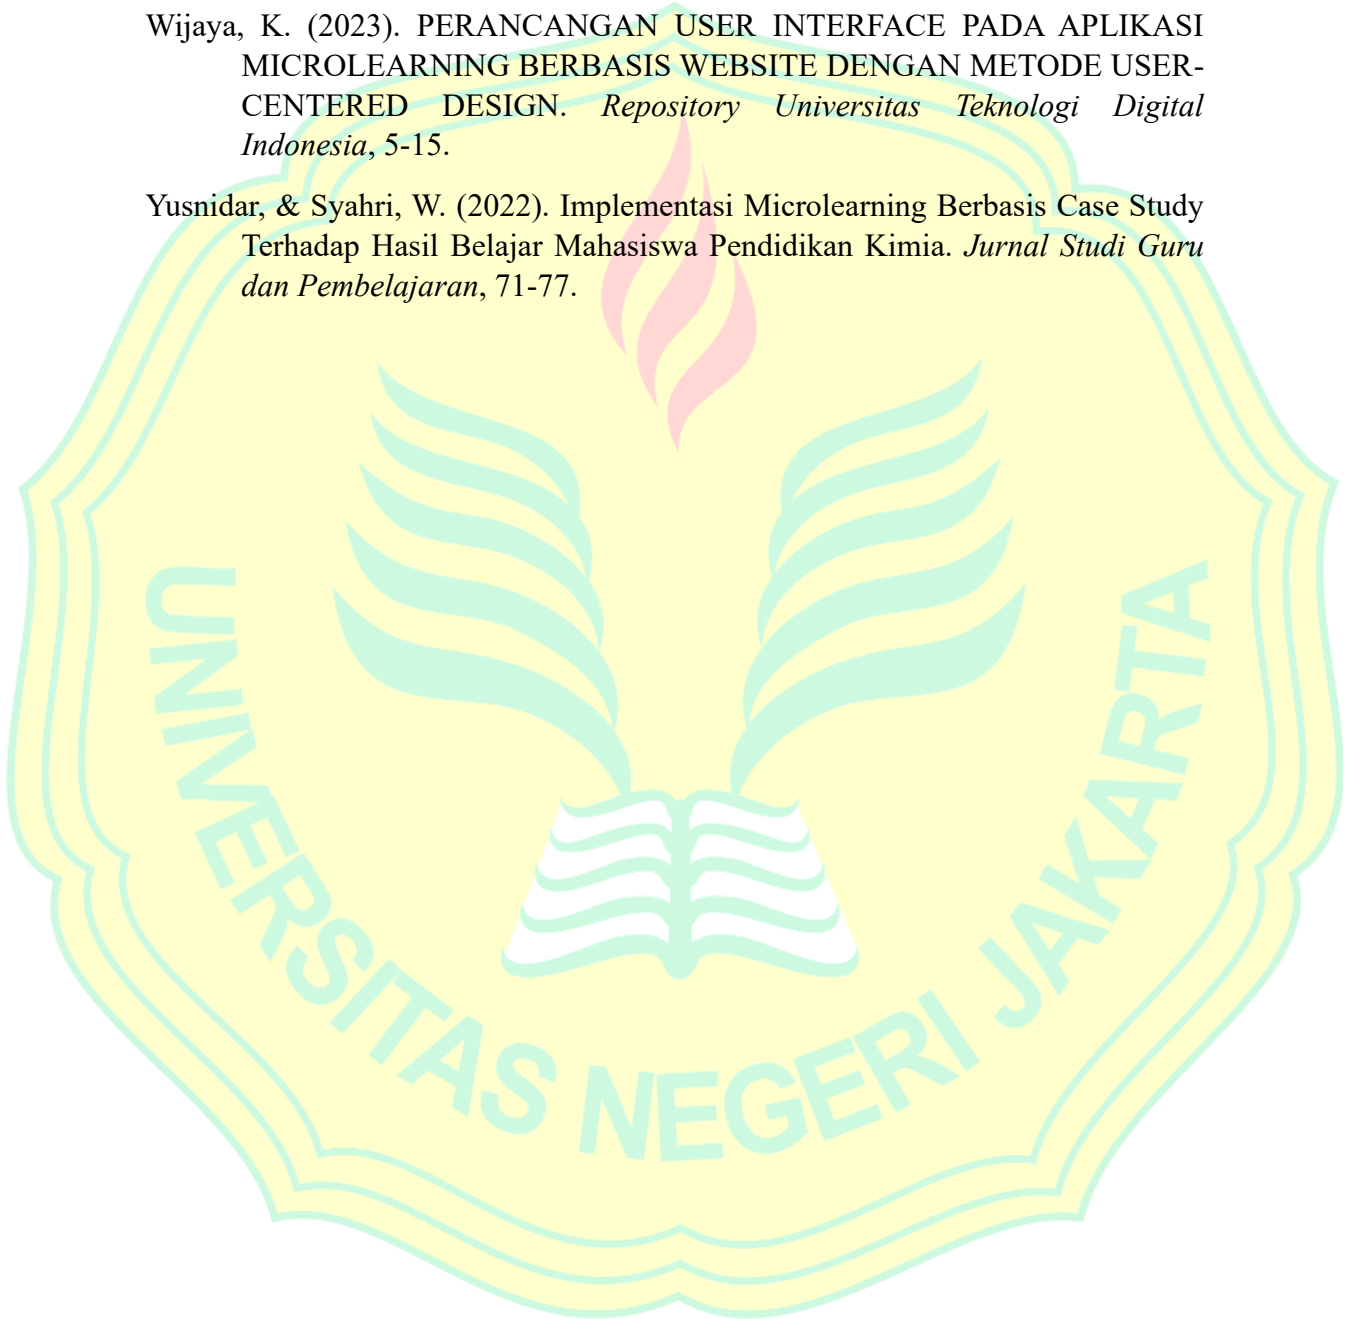 Wijaya, K. (2023). PERANCANGAN USER INTERFACE PADA APLIKASI
MICROLEARNING BERBASIS WEBSITE DENGAN METODE USER-
CENTERED DESIGN. Repository Universitas Teknologi Digital
Indonesia, 5-15.
Yusnidar, & Syahri, W. (2022). Implementasi Microlearning Berbasis Case Study
Terhadap Hasil Belajar Mahasiswa Pendidikan Kimia. Jurnal Studi Guru
dan Pembelajaran, 71-77.
UNIVERSITAS NEGERI JAKARTA